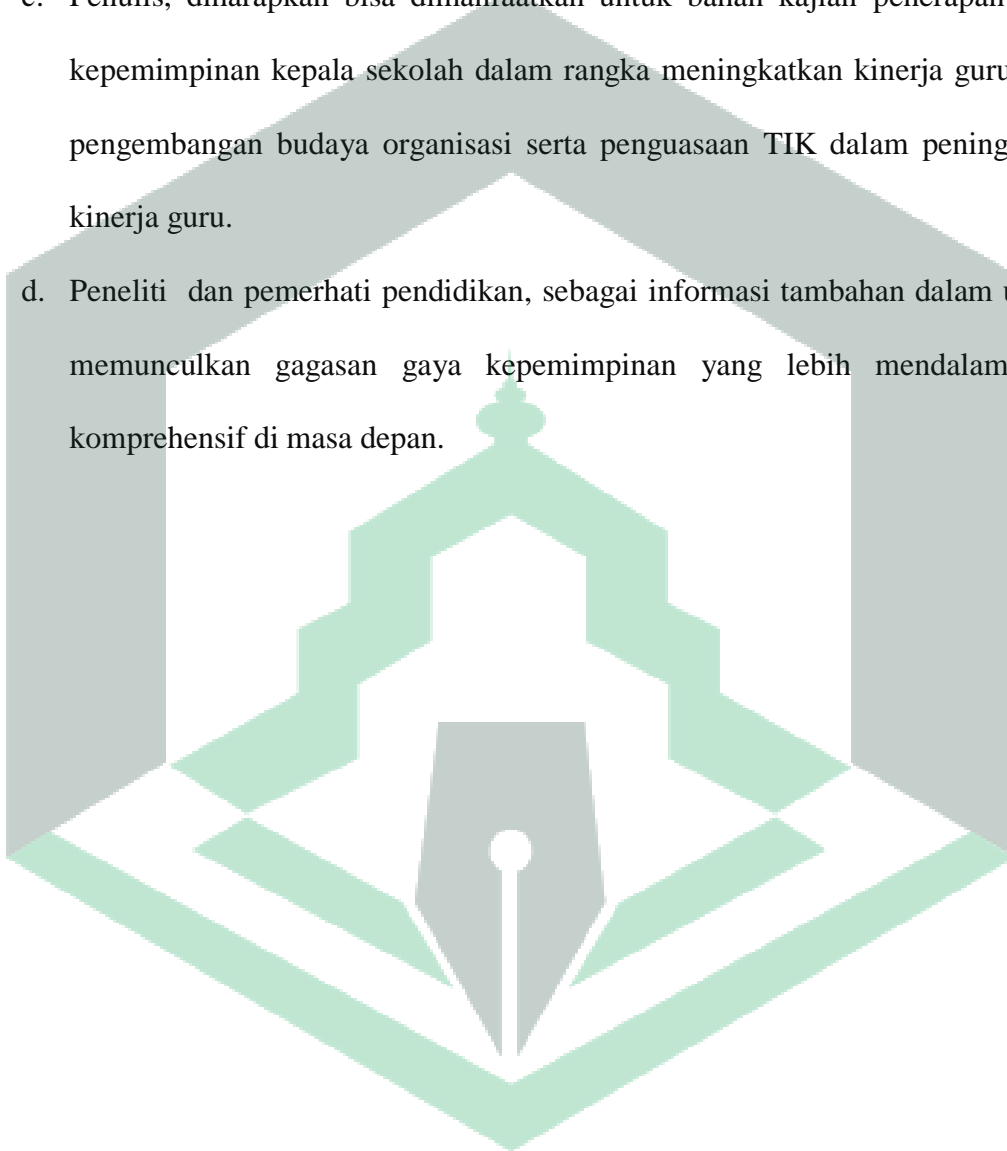 c. Penulis, diharapkan bisa dimanfaatkan untuk bahan kajian penerapan
kepemimpinan kepala sekolah dalam rangka meningkatkan kinerja guru
pengembangan budaya organisasi serta penguasaan TIK dalam pening
kinerja guru.
d. Peneliti dan pemerhati pendidikan, sebagai informasi tambahan dalam u
memunculkan gagasan gaya kepemimpinan yang lebih mendalam
komprehensif di masa depan.